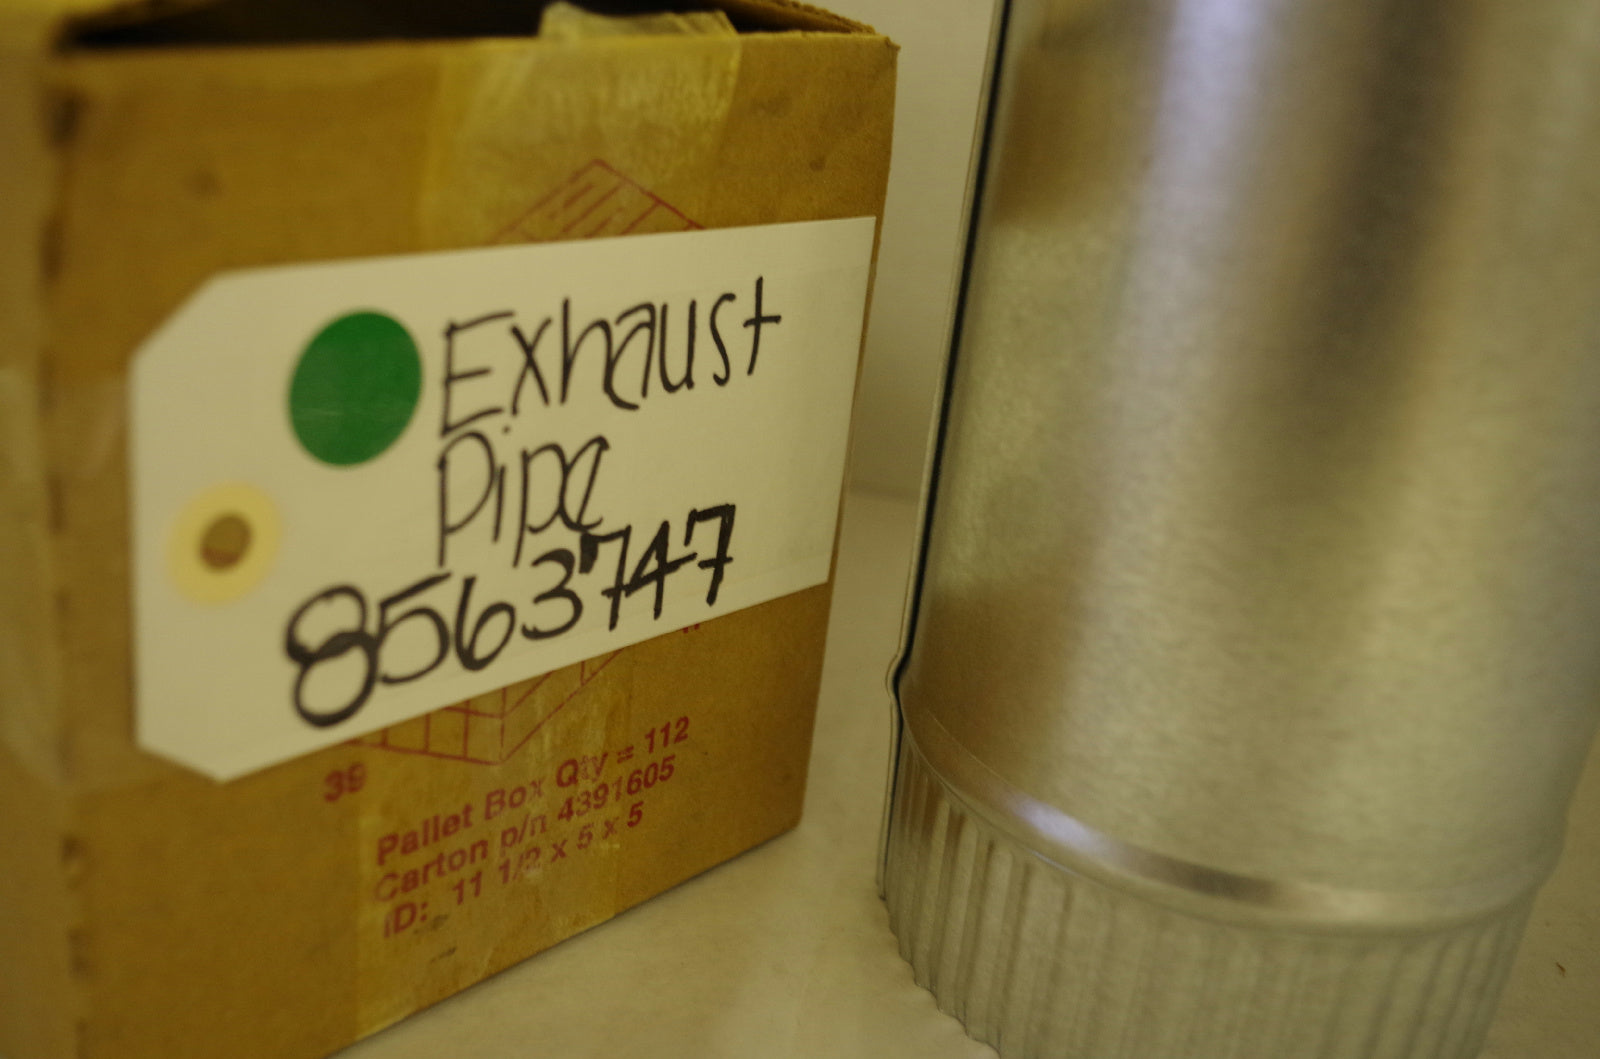 Exhaust
Pipe
8563747
39
Pallet Box Qty = 112
Carton p/n 4391605
ID: 11 1/2 x 5 x 5